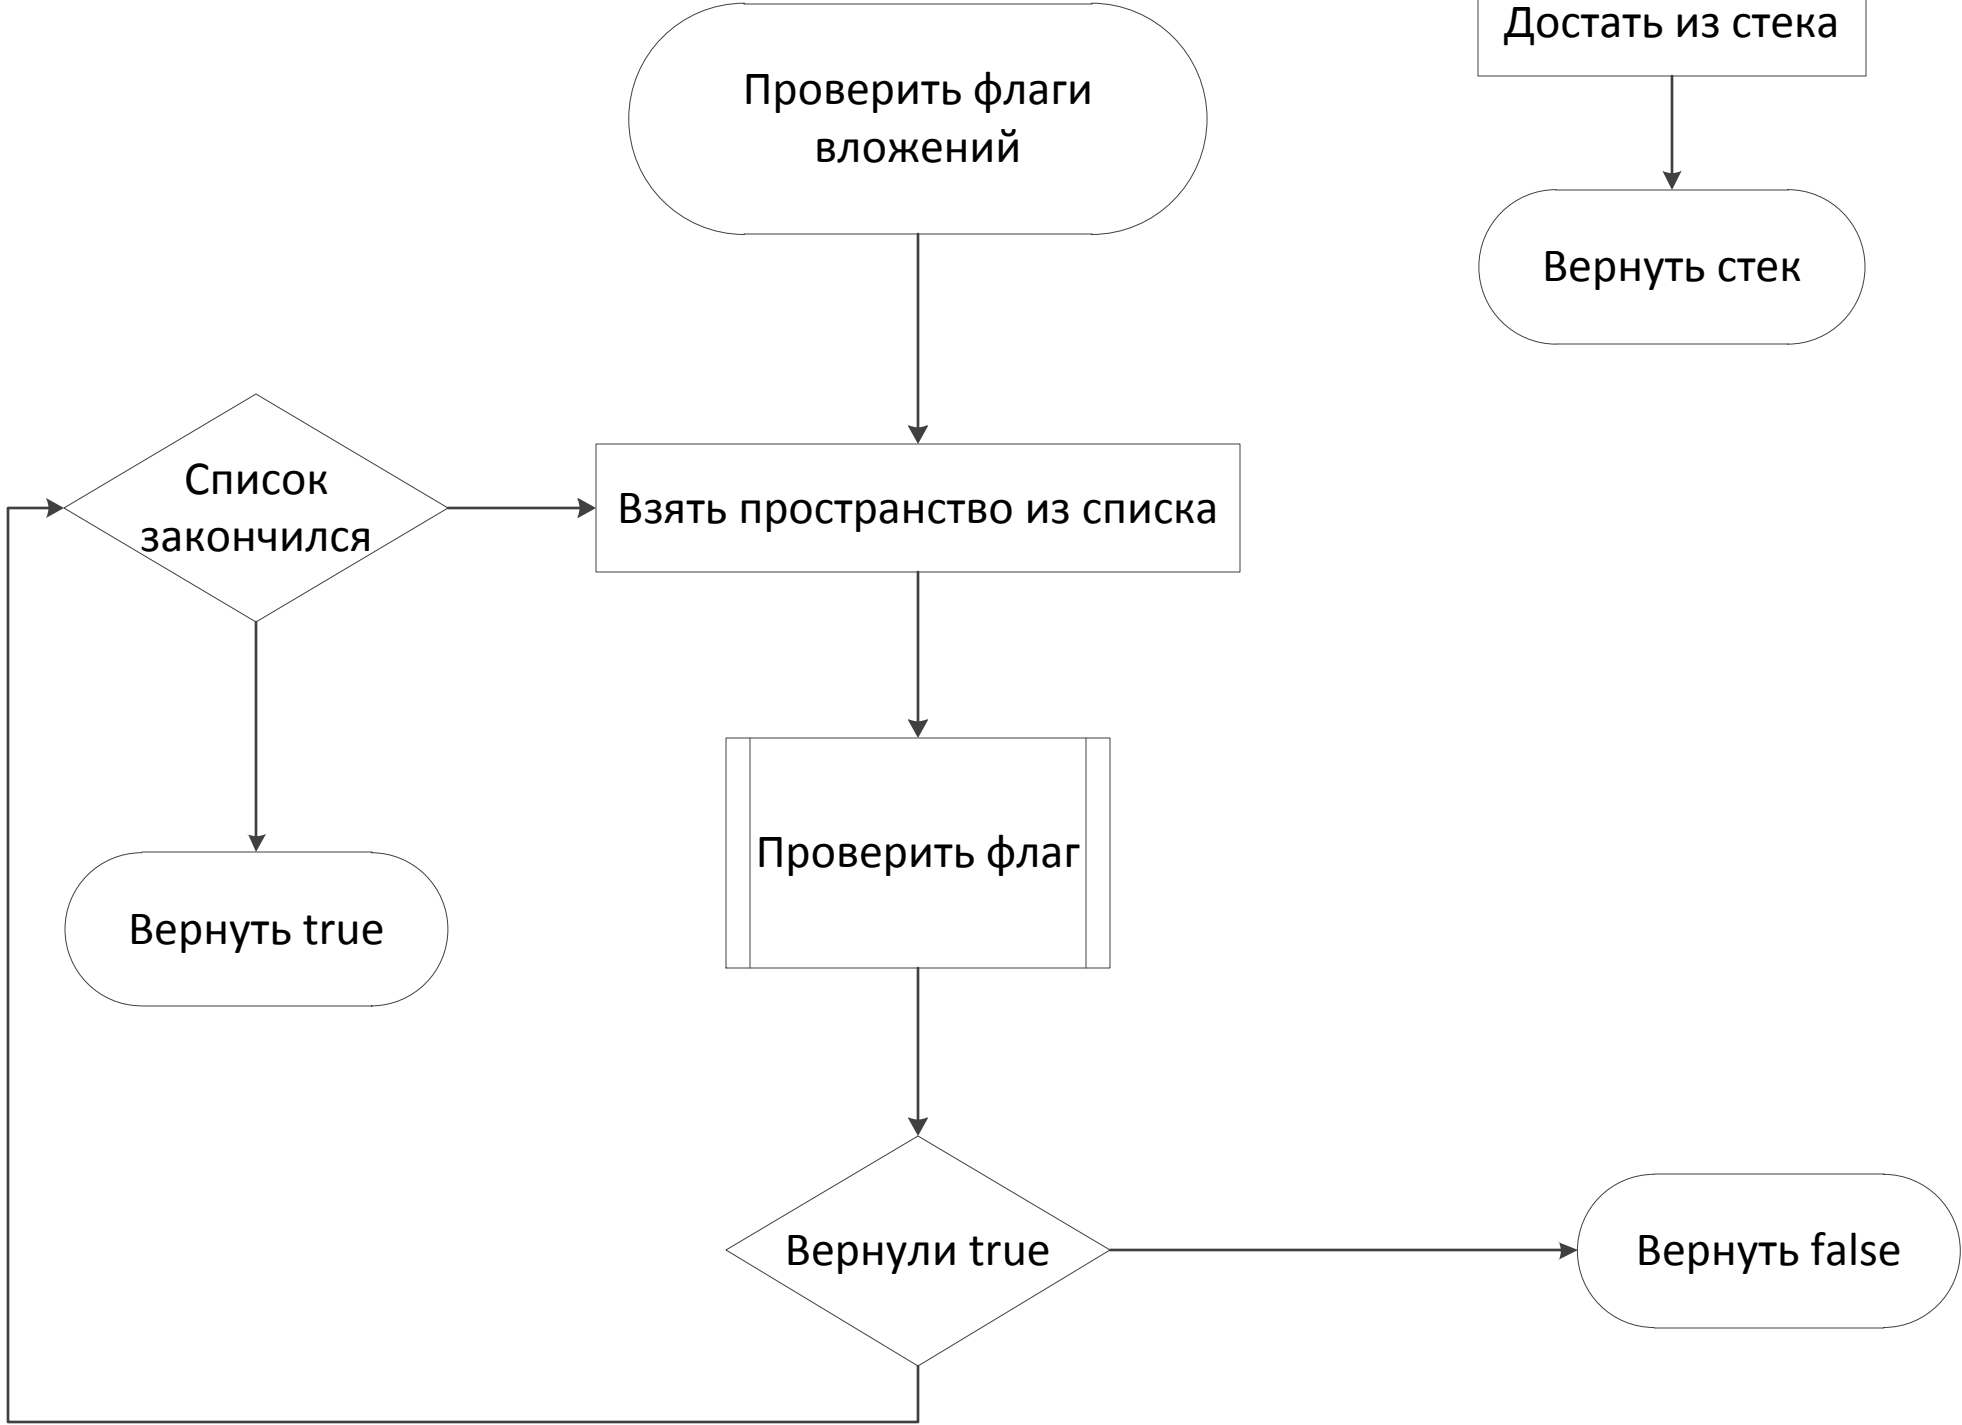 Достать из стека
Проверить флаги
вложений
Вернуть стек
Список
закончился
Взять пространство из списка
Проверить флаг
Вернуть true
Вернули true
Вернуть false